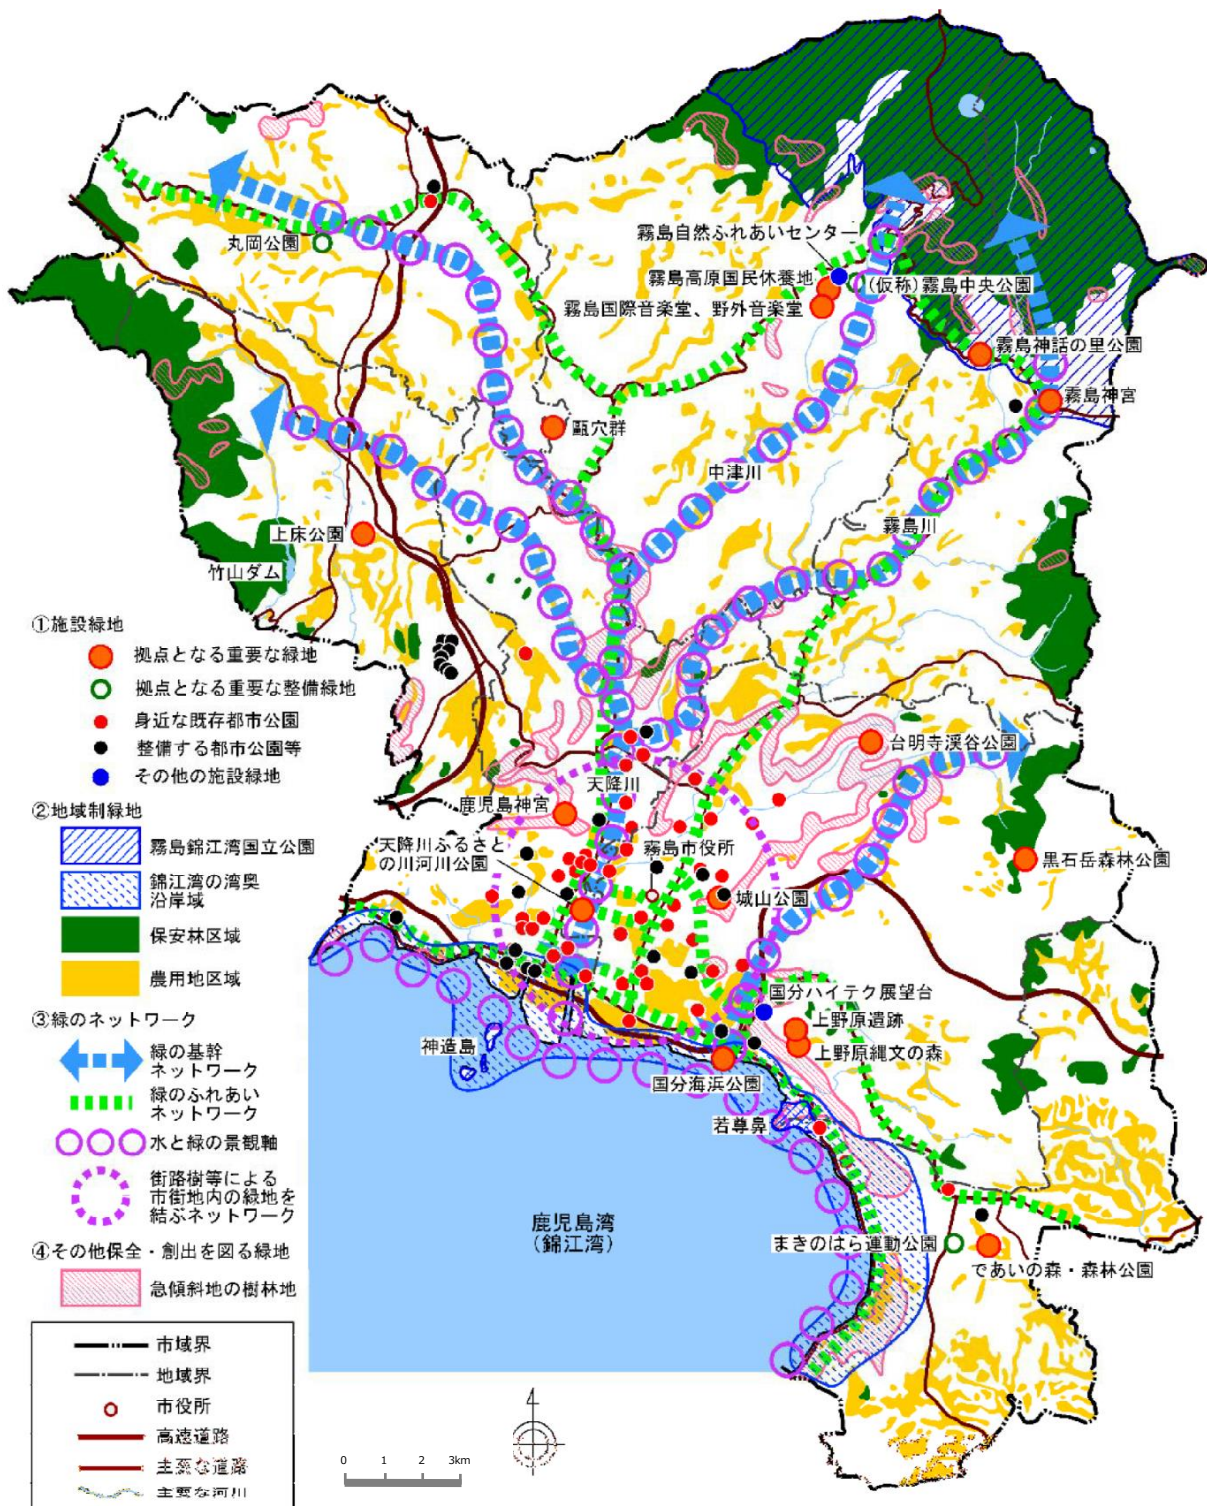 霧島自然ふれあいセンター
丸岡公園
霧島高原国民休養地
(仮称)霧島中央公園
霧島国際音楽堂、野外音楽堂
霧島神話の里公園
霧島神宮
甌穴群
中津川
霧島川
上床公園
竹山ダム
台明寺渓谷公園
天降川
鹿児島神宮
天降川ふるさと
の川河川公園
霧島市役所
黒石岳森林公園
城山公園
国分ハイテク展望台
上野原遺跡
上野原縄文の森
神造島
国分海浜公園
若尊鼻
鹿児島湾
(錦江湾)
まきのはら運動公園
であいの森・森林公園
①施設緑地
拠点となる重要な緑地
拠点となる重要な整備緑地
身近な既存都市公園
整備する都市公園等
その他の施設緑地
②地域制緑地
霧島錦江湾国立公園
錦江湾の湾奥
沿岸域
保安林区域
農用地区域
③緑のネットワーク
緑の基幹
ネットワーク
緑のふれあい
ネットワーク
水と緑の景観軸
街路樹等による
市街地内の緑地を
結ぶネットワーク
④その他保全・創出を図る緑地
急傾斜地の樹林地
市域界
地域界
市役所
高速道路
主要な道路
主要な河川
0 1 2 3km